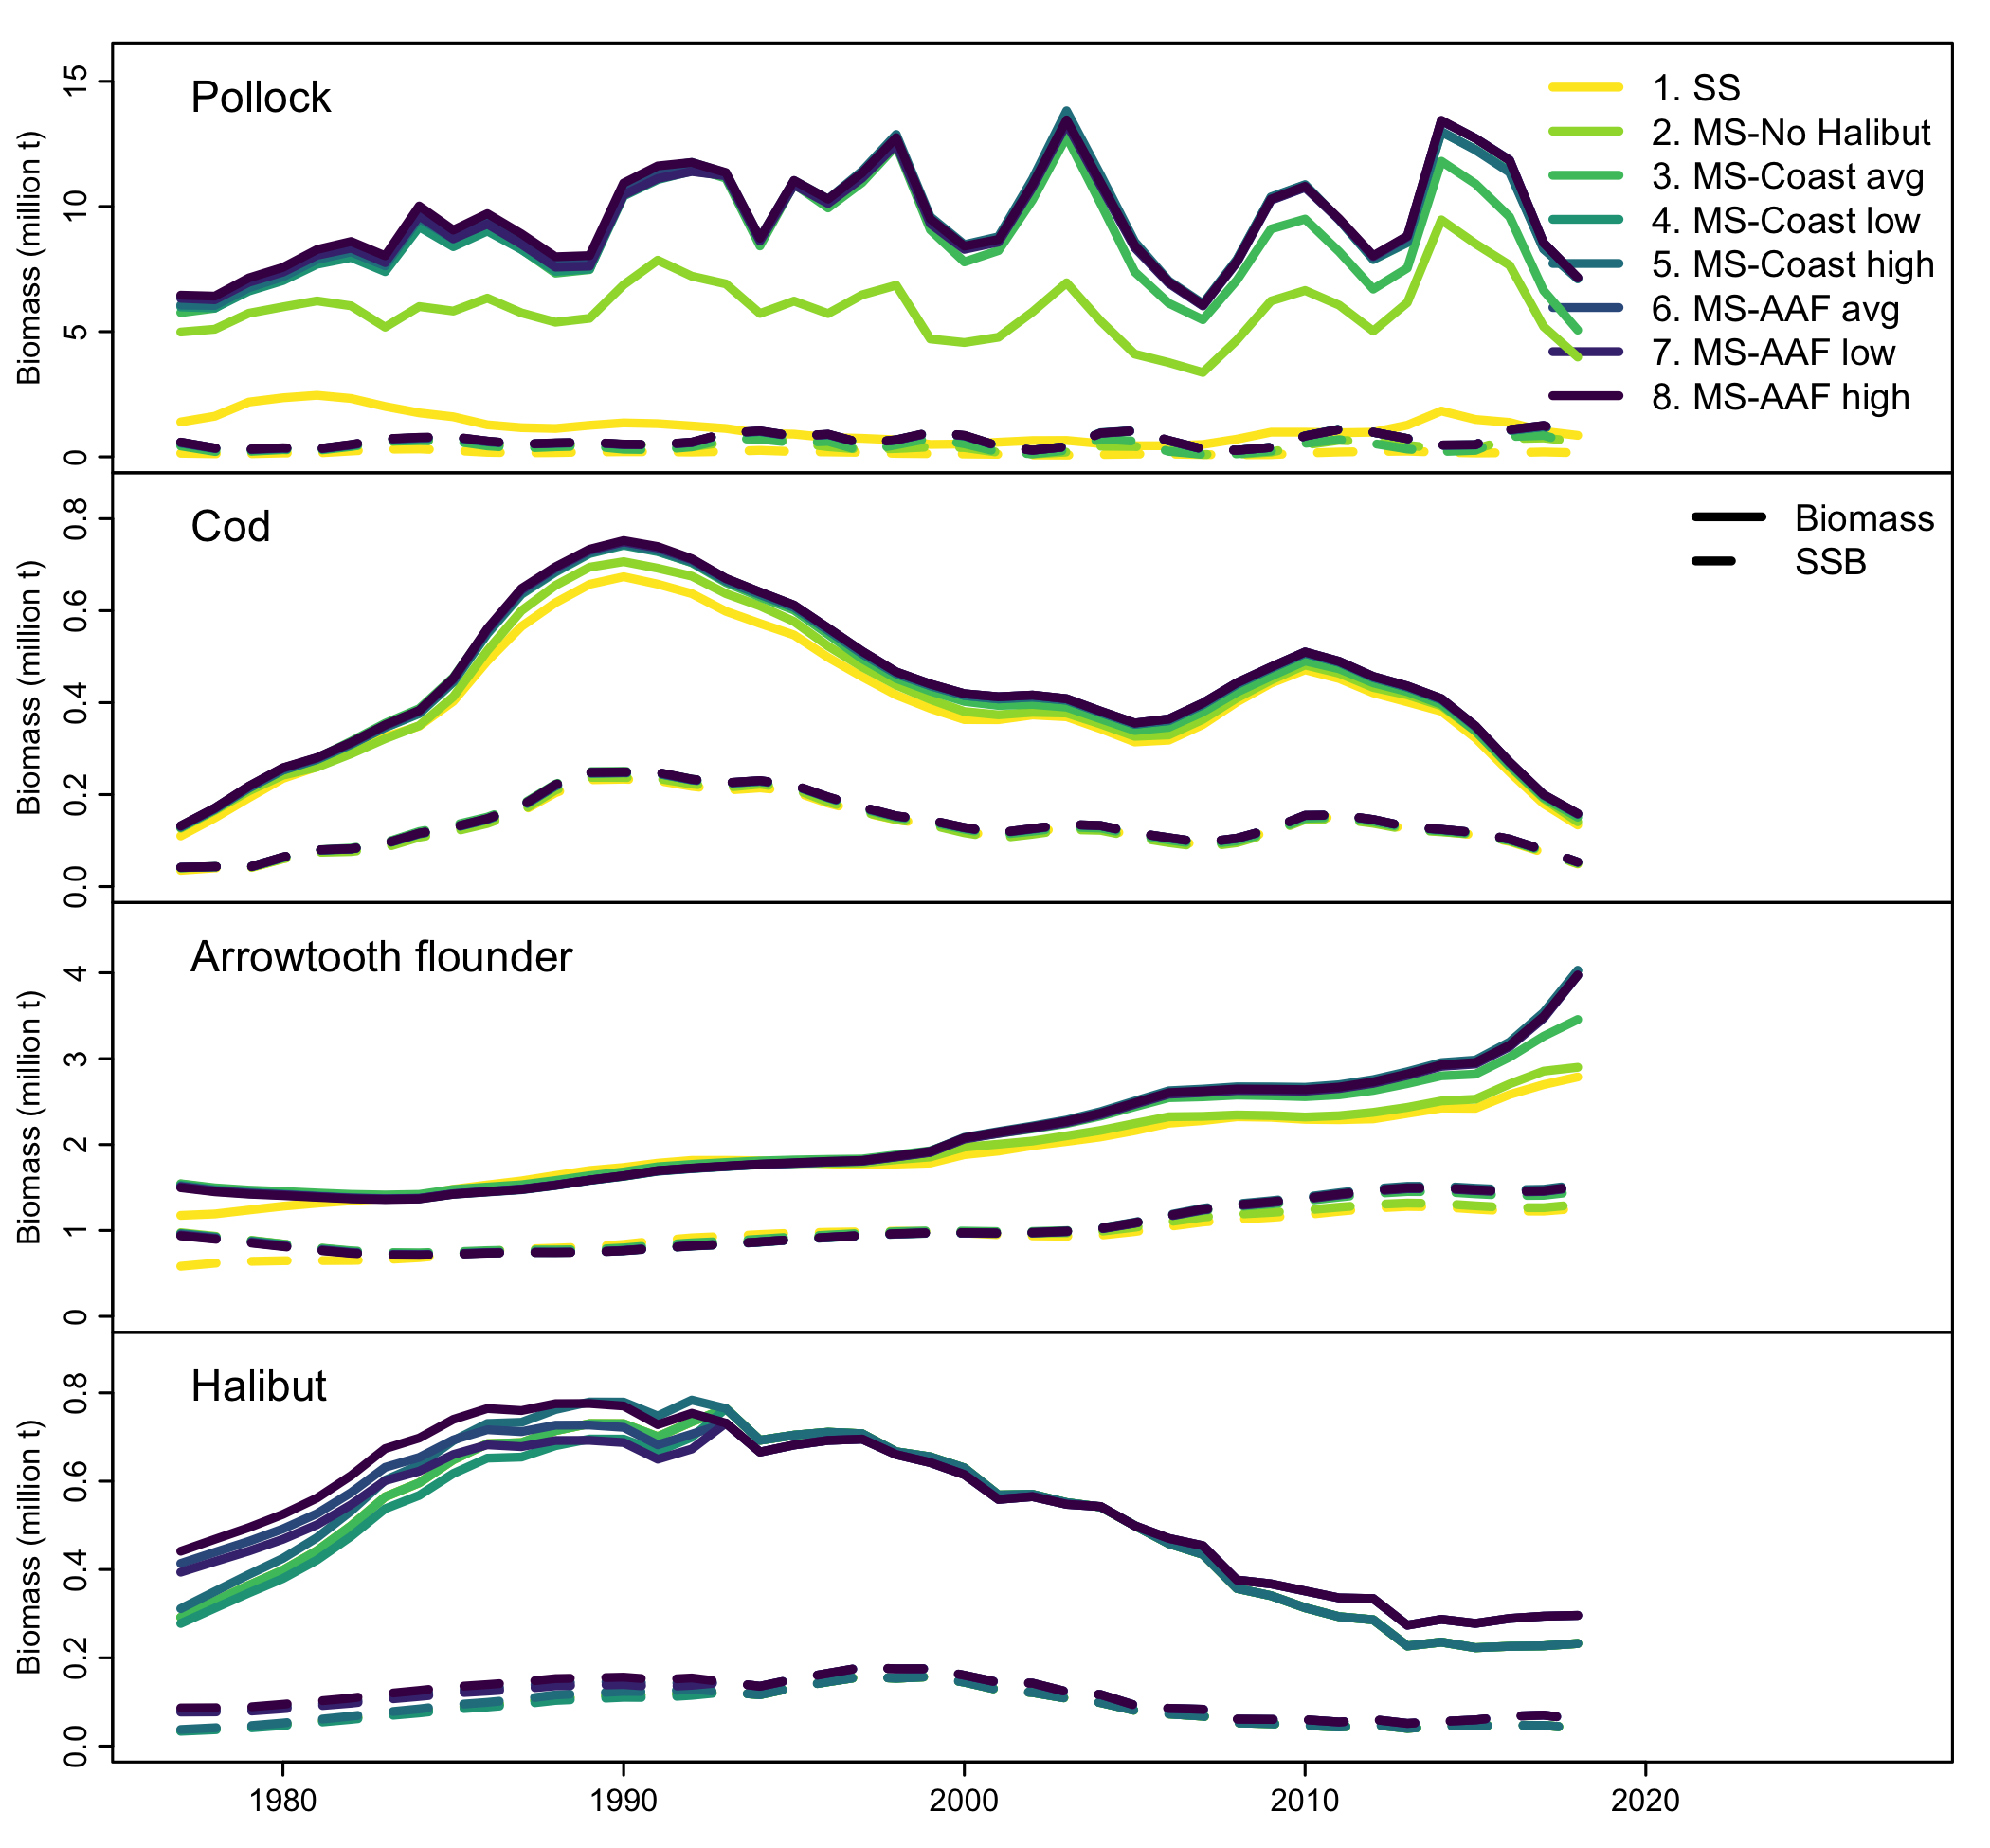 Pollock
Biomass (million t)
0
5
10
15
1. SS
2. MS-No Halibut
3. MS-Coast avg
4. MS-Coast low
5. MS-Coast high
6. MS-AAF avg
7. MS-AAF low
8. MS-AAF high
Cod
Biomass (million t)
0.0
0.2
0.4
0.6
0.8
Biomass
SSB
Arrowtooth flounder
Biomass (million t)
0
1
2
3
4
Halibut
Biomass (million t)
0.0
0.2
0.4
0.6
0.8
1980
1990
2000
2010
2020